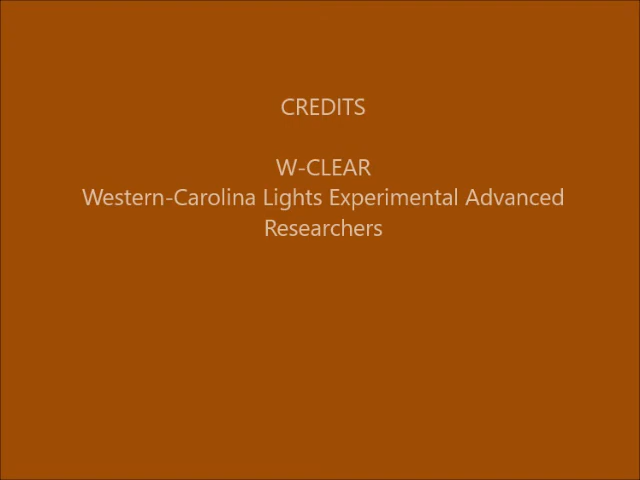 CREDITS
W-CLEAR
Western-Carolina Lights Experimental Advanced
Researchers